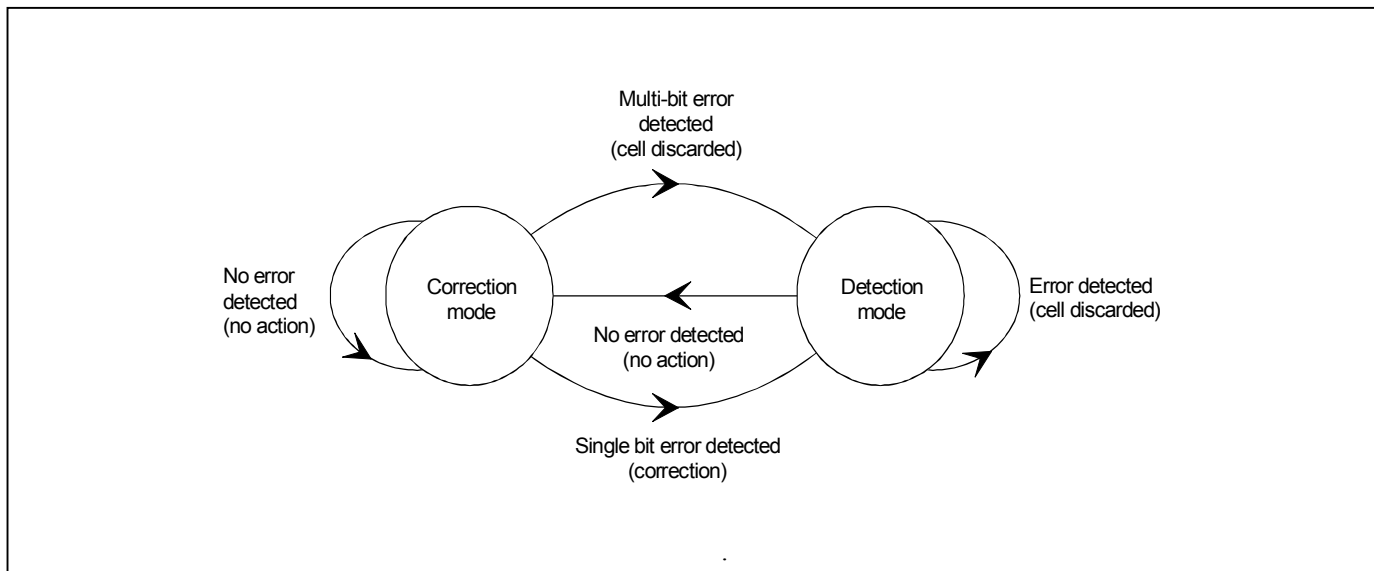 Multi-bit error
detected
(cell discarded)
No error
detected
(no action)
Correction
mode
Detection
mode
Error detected
(cell discarded)
No error detected
(no action)
Single bit error detected
(correction)
.